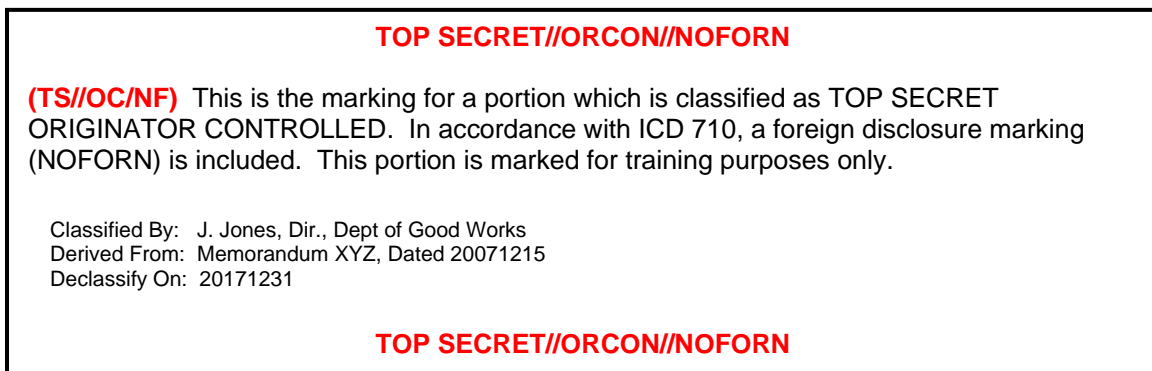 TOP SECRET//ORCON//NOFORN
(TS//OC/NF) This is the marking for a portion which is classified as TOP SECRET
ORIGINATOR CONTROLLED. In accordance with ICD 710, a foreign disclosure marking
(NOFORN) is included. This portion is marked for training purposes only.
Classified By: J. Jones, Dir., Dept of Good Works
Derived From: Memorandum XYZ, Dated 20071215
Declassify On: 20171231
TOP SECRET//ORCON//NOFORN